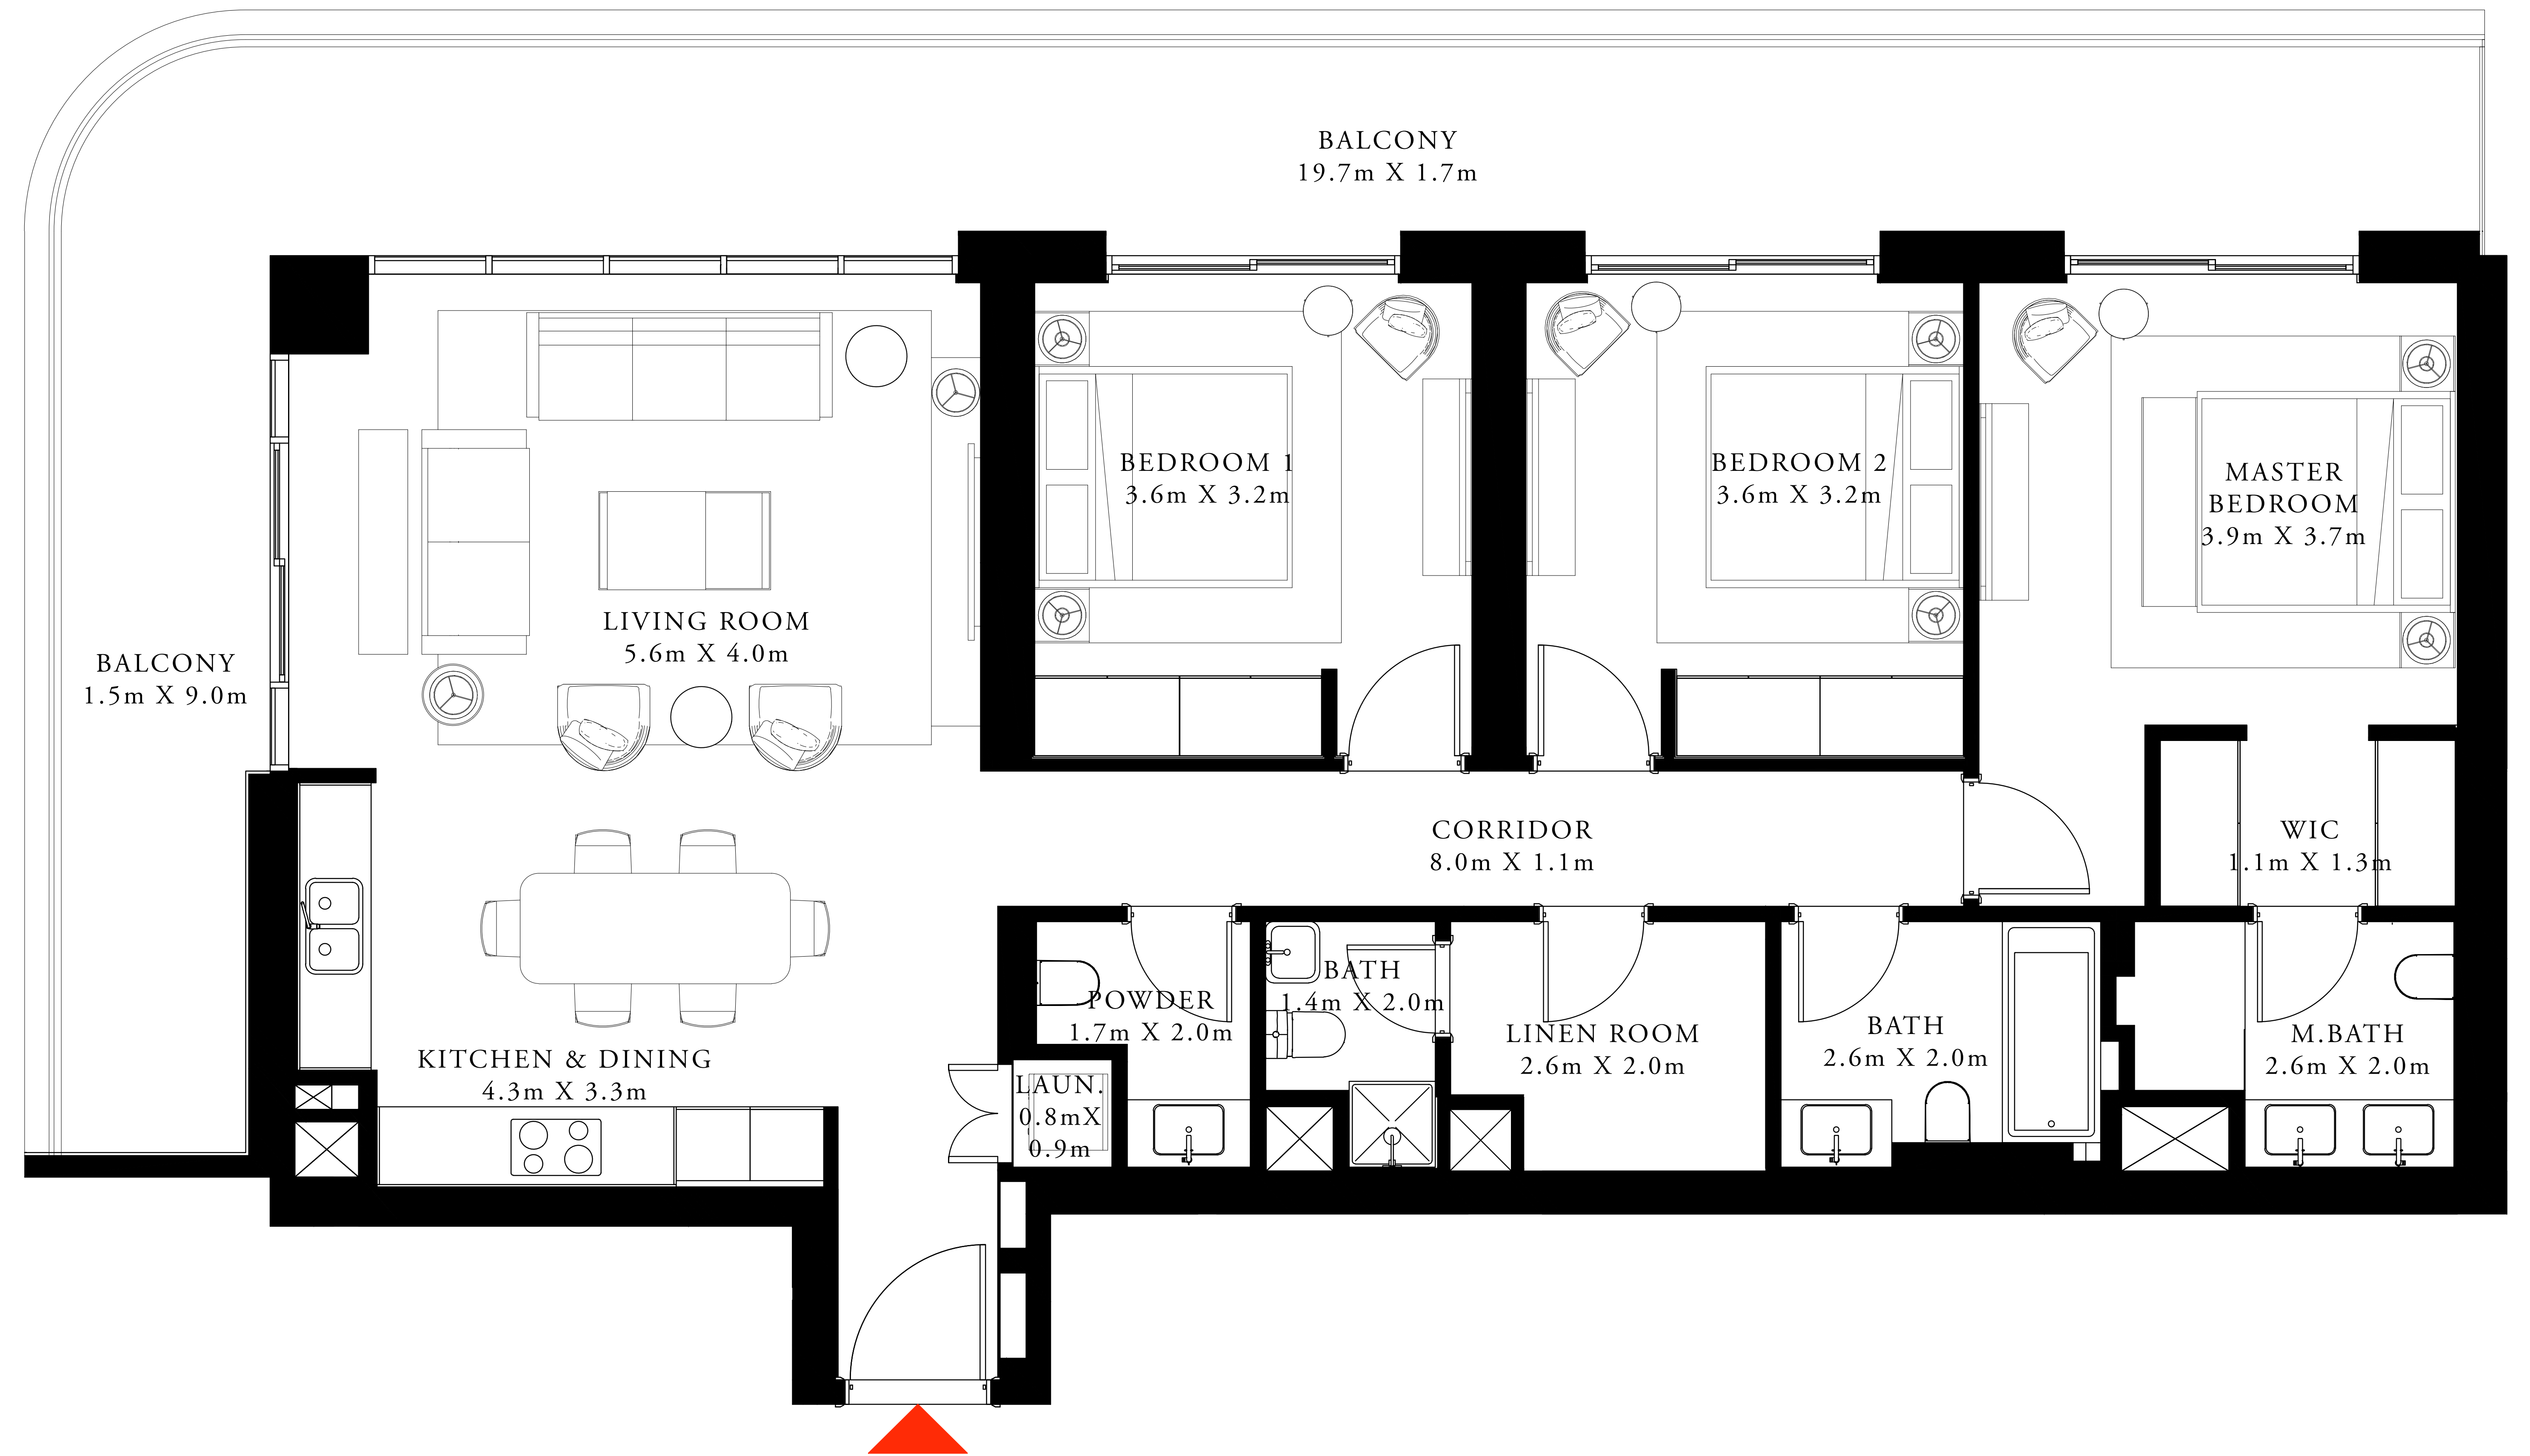 BALCONY
19.7m X 1.7m
BEDROOM 1
3.6m X 3.2m
BEDROOM 2
3.6m X 3.2m
MASTER
BEDROOM
3.9m X 3.7m
LIVING ROOM
5.6m X 4.0m
BALCONY
1.5m X 9.0m
CORRIDOR
8.0m X 1.1m
WIC
1.1m X 1.3m
KITCHEN & DINING
4.3m X 3.3m
POWDER
1.7m X 2.0m
LAUN.
0.8mX
0.9m
BATH
1.4m X 2.0m
LINEN ROOM
2.6m X 2.0m
BATH
2.6m X 2.0m
M.BATH
2.6m X 2.0m